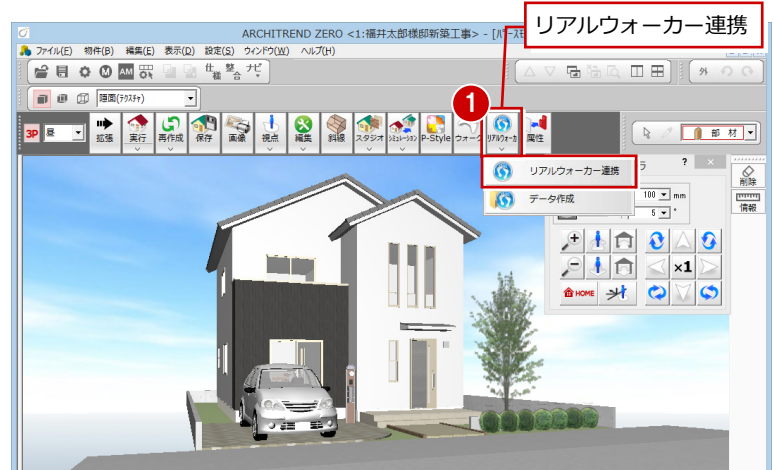 リアルウォーカー連携
ARCHITREND ZERO <1:福井太郎様邸新築工事> - [パース
ファイル(F) 物件(B) 編集(E) 表示(D) 設定(S) ウィンドウ(W) ヘルプ(H)
AM 仕様 整合 ナビ 外
陰面(テクスチャ)
1
3P 昼 拡張 実行 再作成 保存 画像 視点 編集 斜線 スタジオ シミュレーション P-Style ウォーク リアルウォーカ 属性 部 材
リアルウォーカー連携
データ作成
ラ ? ×
削除
100 mm
情報
5 °
×1
HOME